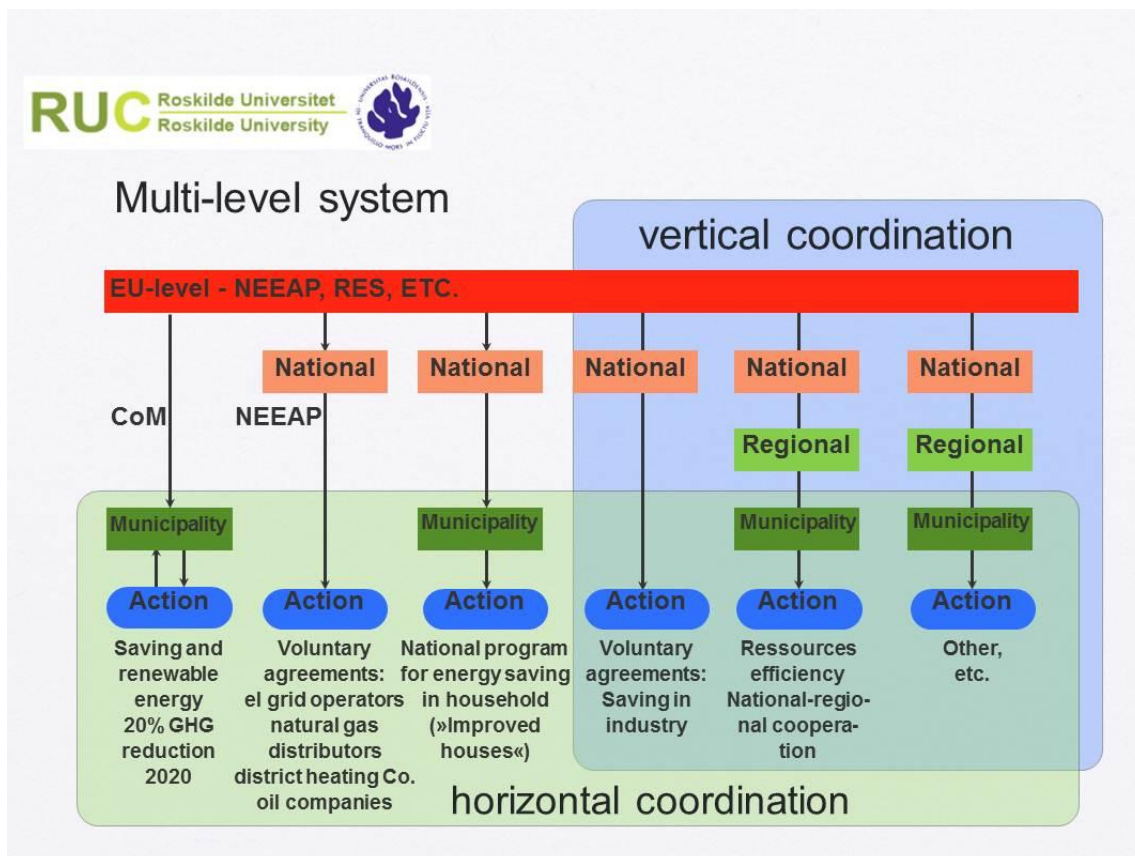 RUC Roskilde Universitet
Roskilde University
Multi-level system
vertical coordination
EU-level - NEEAP, RES, ETC.
National
National
National
National
National
CoM
NEEAP
Regional
Regional
Municipality
Municipality
Municipality
Municipality
Action
Action
Action
Action
Action
Action
Saving and
renewable
energy
20% GHG
reduction
2020
Voluntary
agreements:
el grid operators
natural gas
distributors
district heating Co.
oil companies
National program
for energy saving
in household
(»Improved
houses«)
Voluntary
agreements:
Saving in
industry
Ressources
efficiency
National-regio-
nal coopera-
tion
Other,
etc.
horizontal coordination